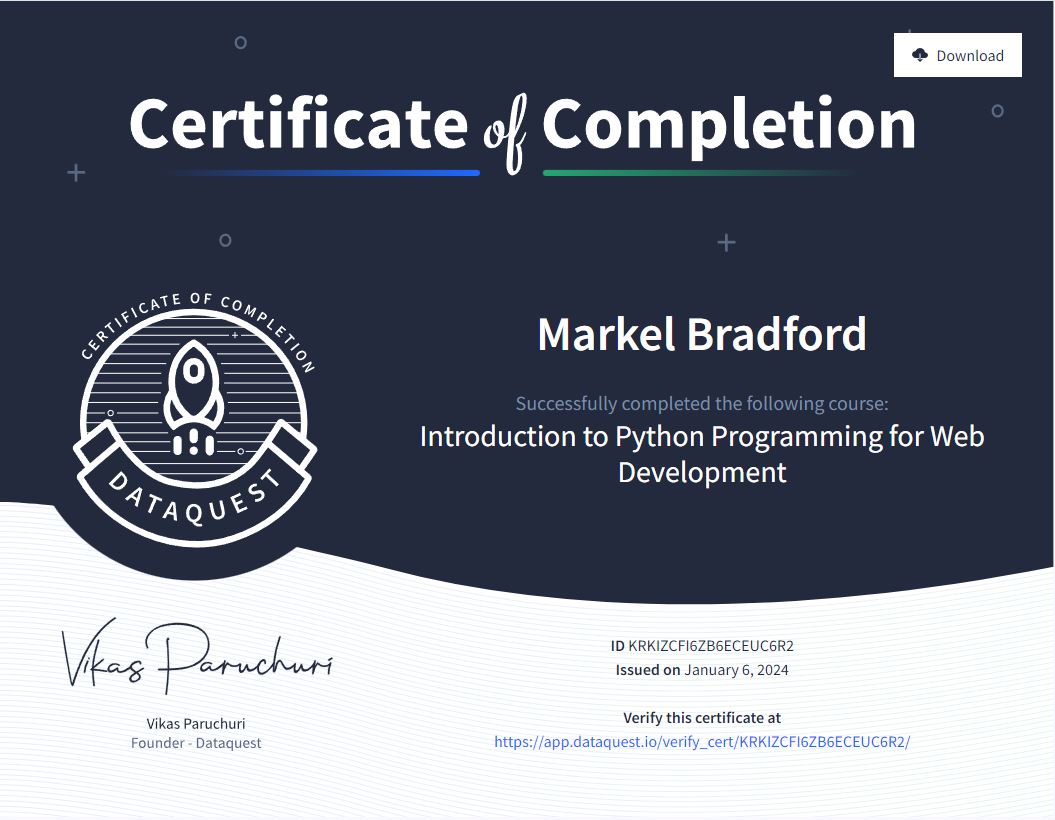 Download
Certificate of Completion
CERTIFICATE OF COMPLETION
DATAQUEST
Markel Bradford
Successfully completed the following course:
Introduction to Python Programming for Web
Development
Vikas Paruchuri
Vikas Paruchuri
Founder - Dataquest
ID KRKIZCFI6ZB6ECEUC6R2
Issued on January 6, 2024
Verify this certificate at
https://app.dataquest.io/verify_cert/KRKIZCFI6ZB6ECEUC6R2/